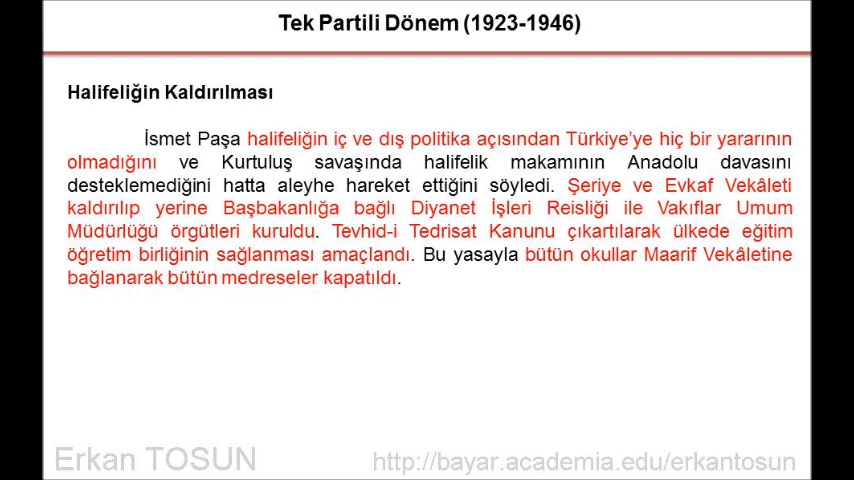 Tek Partili Dönem (1923-1946)
Halifeliğin Kaldırılması
İsmet Paşa halifeliğin iç ve dış politika açısından Türkiye'ye hiç bir yararının
olmadığını ve Kurtuluş savaşında halifelik makamının Anadolu davasını
desteklemediğini hatta aleyhe hareket ettiğini söyledi. Şeriye ve Evkaf Vekâleti
kaldırılıp yerine Başbakanlığa bağlı Diyanet İşleri Reisliği ile Vakıflar Umum
Müdürlüğü örgütleri kuruldu. Tevhid-i Tedrisat Kanunu çıkartılarak ülkede eğitim
öğretim birliğinin sağlanması amaçlandı. Bu yasayla bütün okullar Maarif Vekâletine
bağlanarak bütün medreseler kapatıldı.
Erkan TOSUN http://bayar.academia.edu/erkantosun